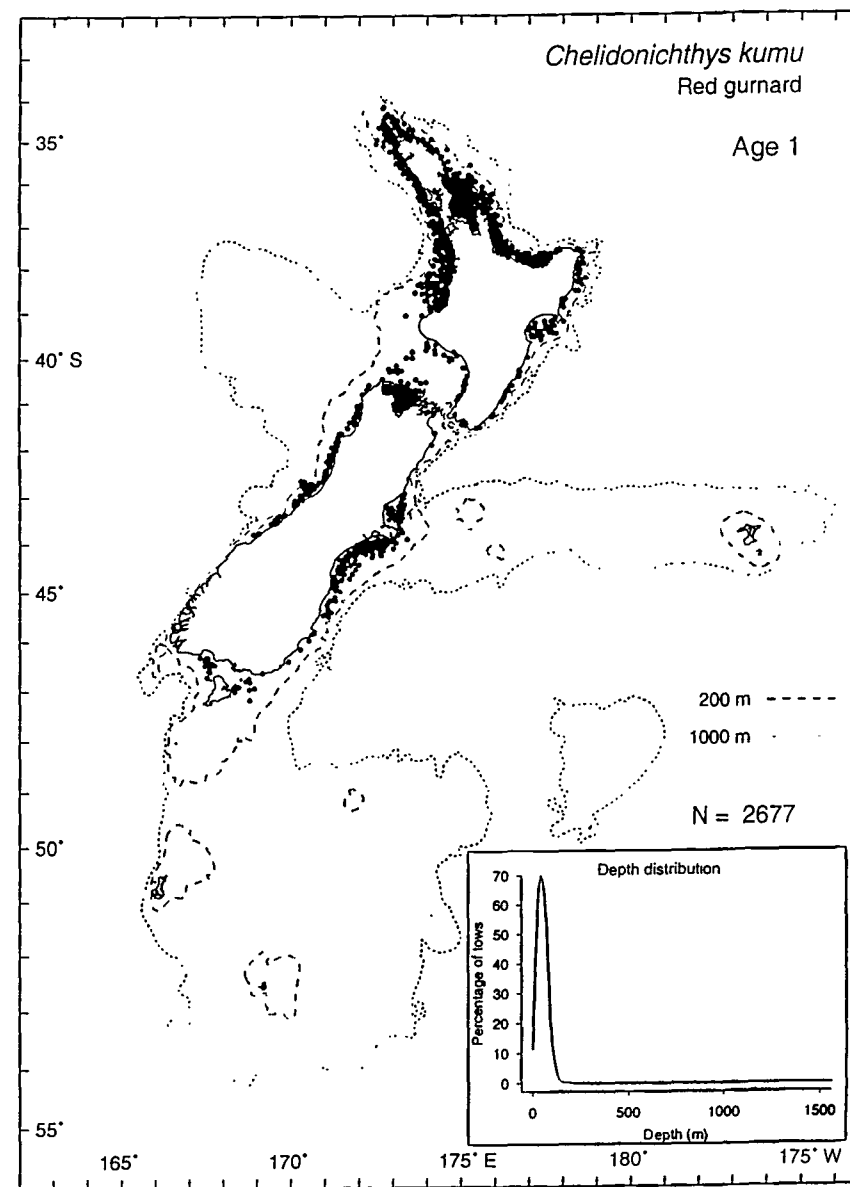 Chelidonichthys kumu
Red gurnard
Age 1
35°
40° S
45°
200 m
1000 m
N = 2677
50°
Depth distribution
70
60
50
40
30
20
10
0
Percentage of tows
0 500 1000 1500
Depth (m)
55°
165° 170° 175° E 180° 175° W